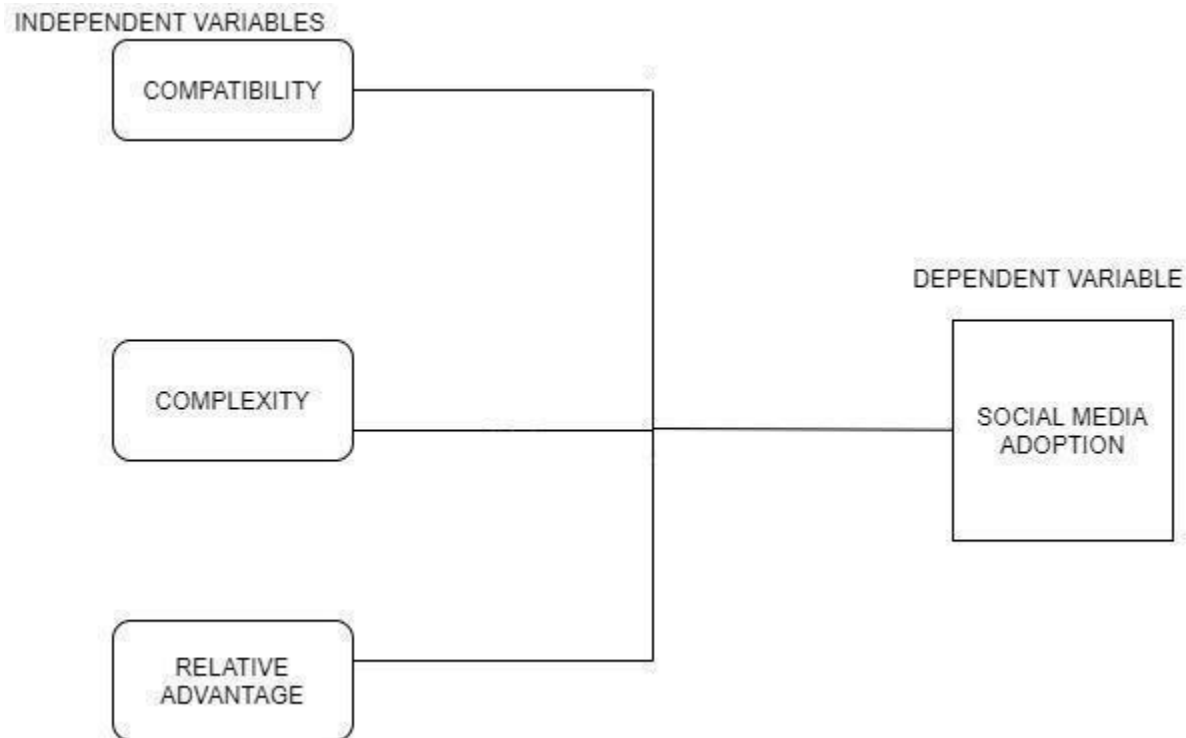 INDEPENDENT VARIABLES
COMPATIBILITY
DEPENDENT VARIABLE
COMPLEXITY
SOCIAL MEDIA
ADOPTION
RELATIVE
ADVANTAGE